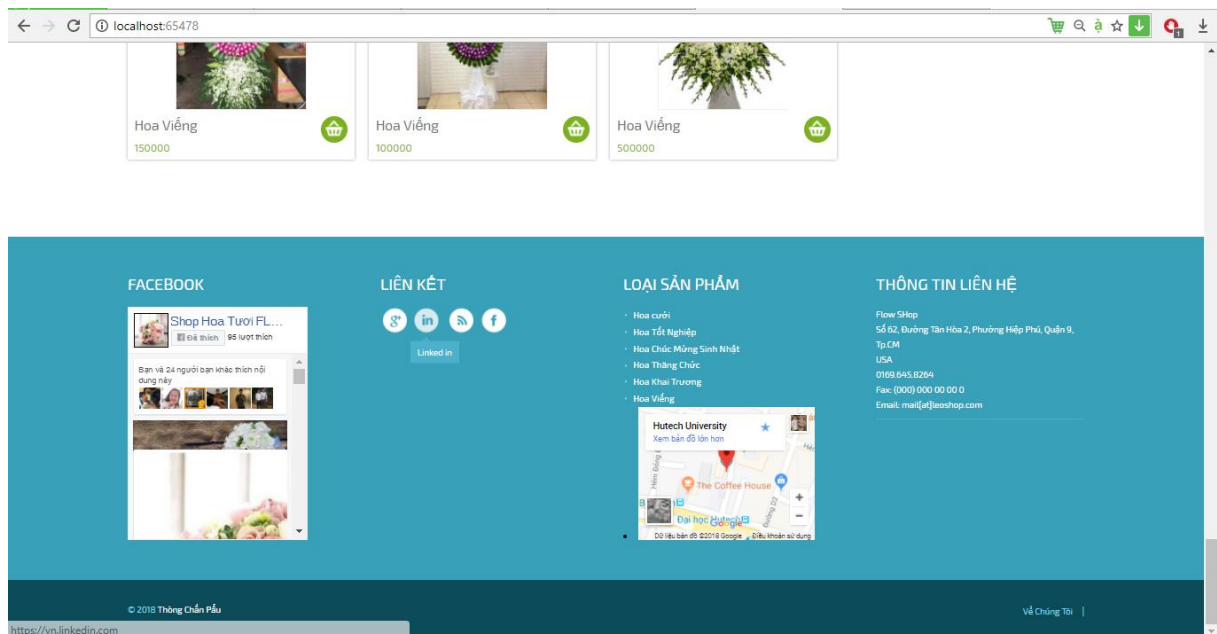 localhost:65478
Hoa Viếng
150000
Hoa Viếng
100000
Hoa Viếng
500000
FACEBOOK
Shop Hoa Tươi FL...
Đã thích 95 lượt thích
Bạn và 24 người bạn khác thích nội
dung này
LIÊN KẾT
Linked in
LOẠI SẢN PHẨM
Hoa cưới
Hoa Tốt Nghiệp
Hoa Chúc Mừng Sinh Nhật
Hoa Thăng Chức
Hoa Khai Trương
Hoa Viếng
Hutech University
Xem bản đồ lớn hơn
The Coffee House
Đại học Hutech
Google
Đường D2
Dữ liệu bản đồ ©2018 Google
Điều khoản sử dụng
THÔNG TIN LIÊN HỆ
Flow SHop
Số 62, Đường Tân Hòa 2, Phường Hiệp Phú, Quận 9,
Tp.CM
USA
0169.645.8264
Fax: (000) 000 00 00 0
Email: mail[at]leoshop.com
© 2018 Thòng Chấn Pấu
Về Chúng Tôi |
https://vn.linkedin.com